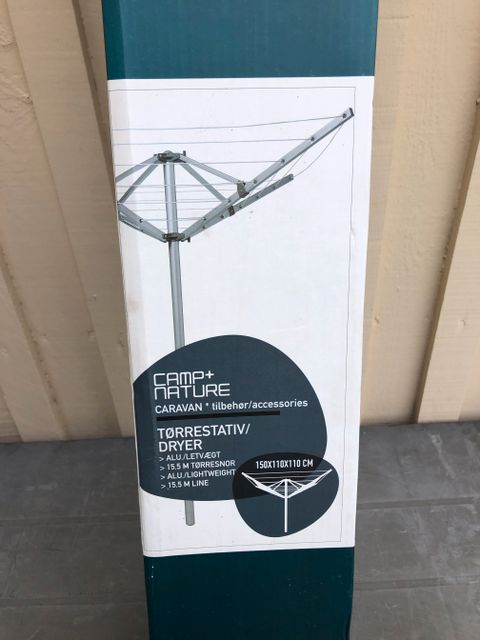 CAMP+
NATURE
CARAVAN * tilbehør/accessories
TØRRESTATIV/
DRYER
> ALU./LETVÆGT
> 15.5 M TØRRESNOR
> ALU./LIGHTWEIGHT
> 15.5 M LINE
150X110X110 CM